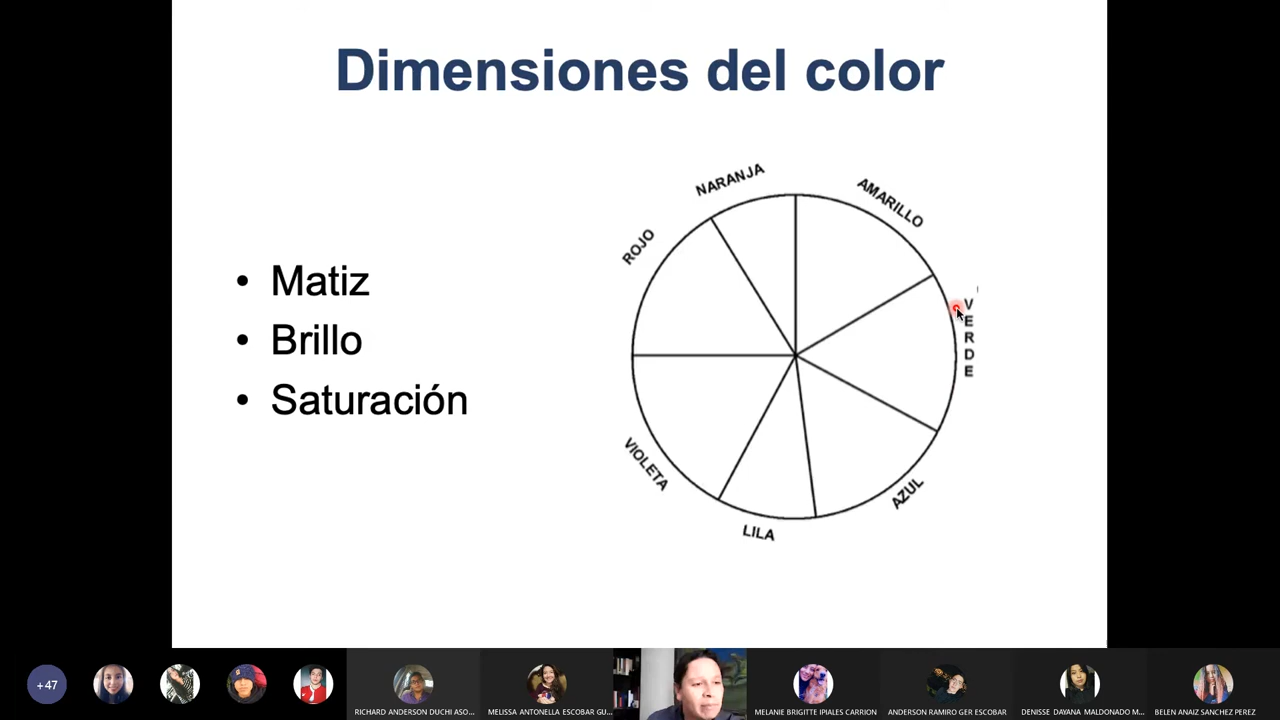 Dimensiones del color
NARANJA
AMARILLO
ROJO
• Matiz
• Brillo
• Saturación
VERDE
VIOLETA
AZUL
LILA
+47
RICHARD ANDERSON DUCHI ASO...
MELISSA ANTONELLA ESCOBAR GU...
MELANIE BRIGITTE IPIALES CARRION
ANDERSON RAMIRO GER ESCOBAR
DENISSE DAYANA MALDONADO M...
BELEN ANAIZ SANCHEZ PEREZ